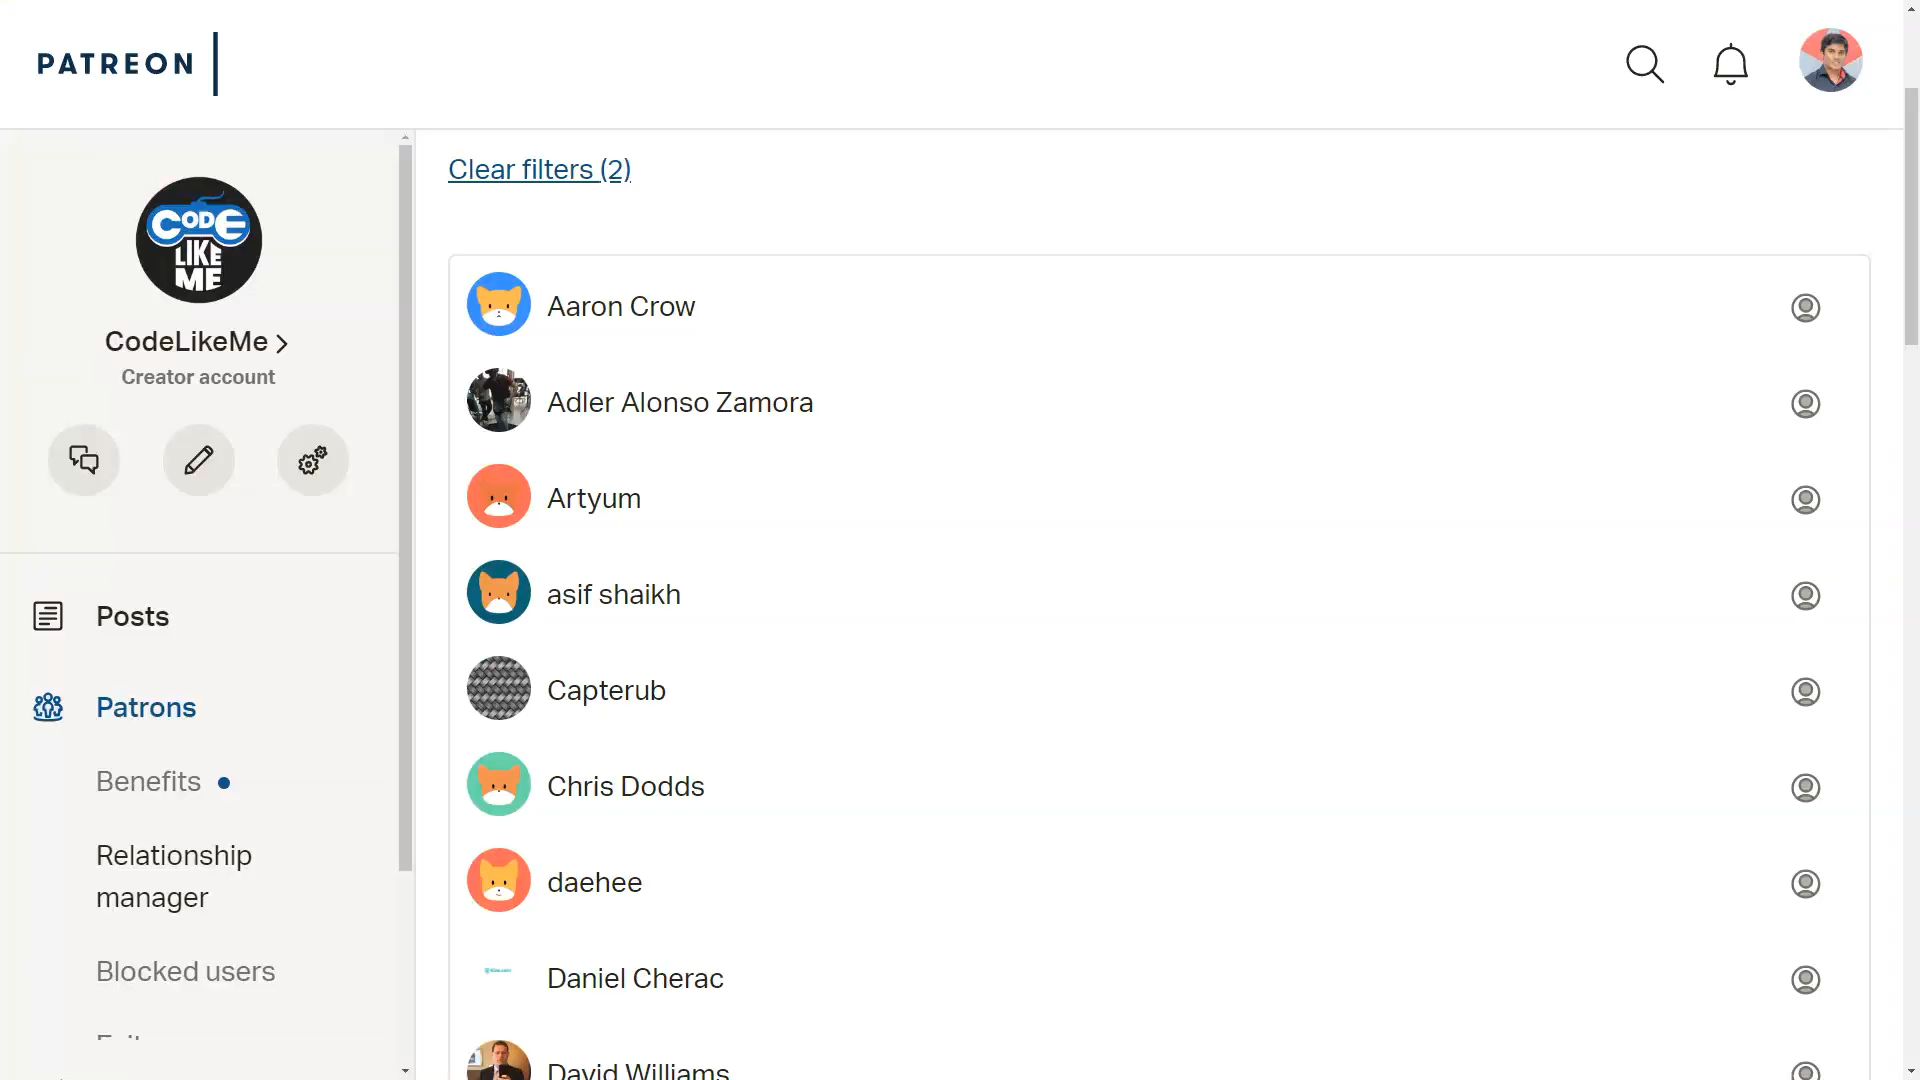 PATREON
Clear filters (2)
CODE
LIKE
ME
CodeLikeMe
Creator account
Posts
Patrons
Benefits
Relationship
manager
Blocked users
Aaron Crow
Adler Alonso Zamora
Artyum
asif shaikh
Capterub
Chris Dodds
daehee
Daniel Cherac
David Williams